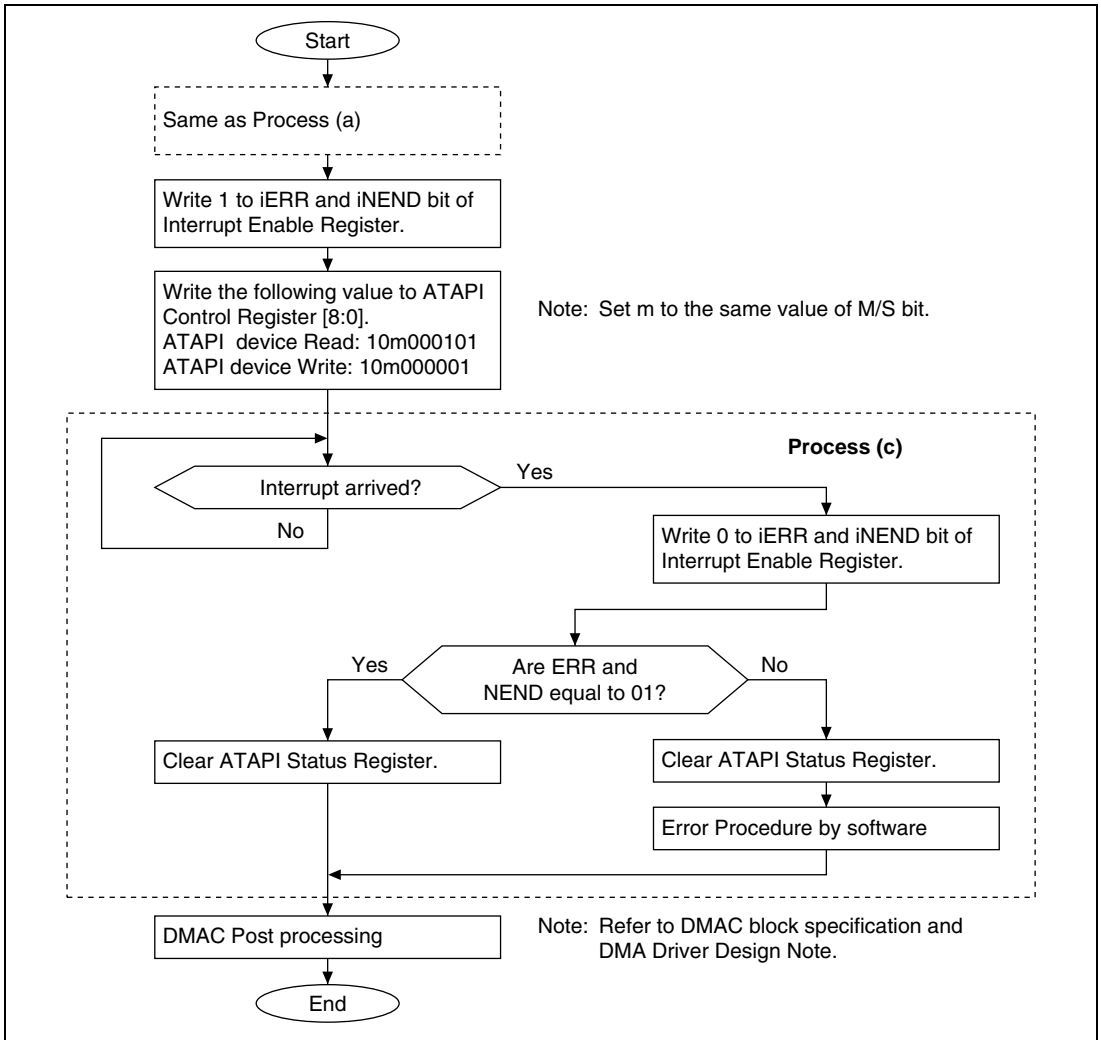 Start
Same as Process (a)
Write 1 to iERR and iNEND bit of
Interrupt Enable Register.
Write the following value to ATAPI
Control Register [8:0].
ATAPI  device Read: 10m000101
ATAPI device Write: 10m000001
Note: Set m to the same value of M/S bit.
Process (c)
Interrupt arrived?
Yes
No
Write 0 to iERR and iNEND bit of
Interrupt Enable Register.
Are ERR and
NEND equal to 01?
Yes
No
Clear ATAPI Status Register.
Clear ATAPI Status Register.
Error Procedure by software
DMAC Post processing
Note: Refer to DMAC block specification and
DMA Driver Design Note.
End